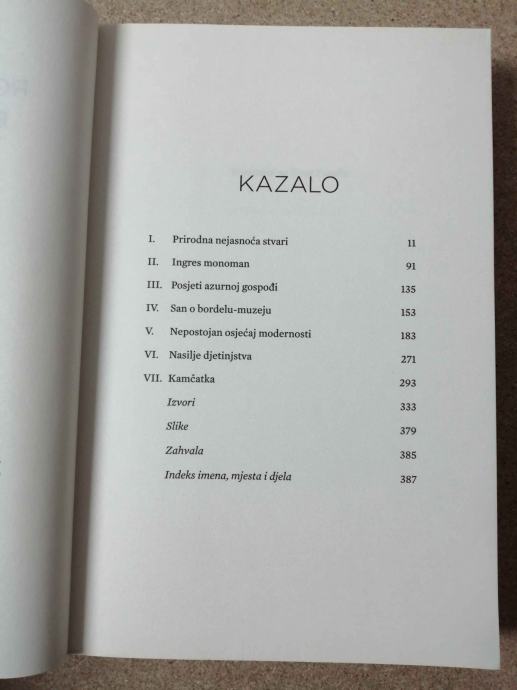 KAZALO
I. Prirodna nejasnoća stvari 11
II. Ingres monoman 91
III. Posjeti azurnoj gospođi 135
IV. San o bordelu-muzeju 153
V. Nepostojan osjećaj modernosti 183
VI. Nasilje djetinjstva 271
VII. Kamčatka 293
Izvori 333
Slike 379
Zahvala 385
Indeks imena, mjesta i djela 387